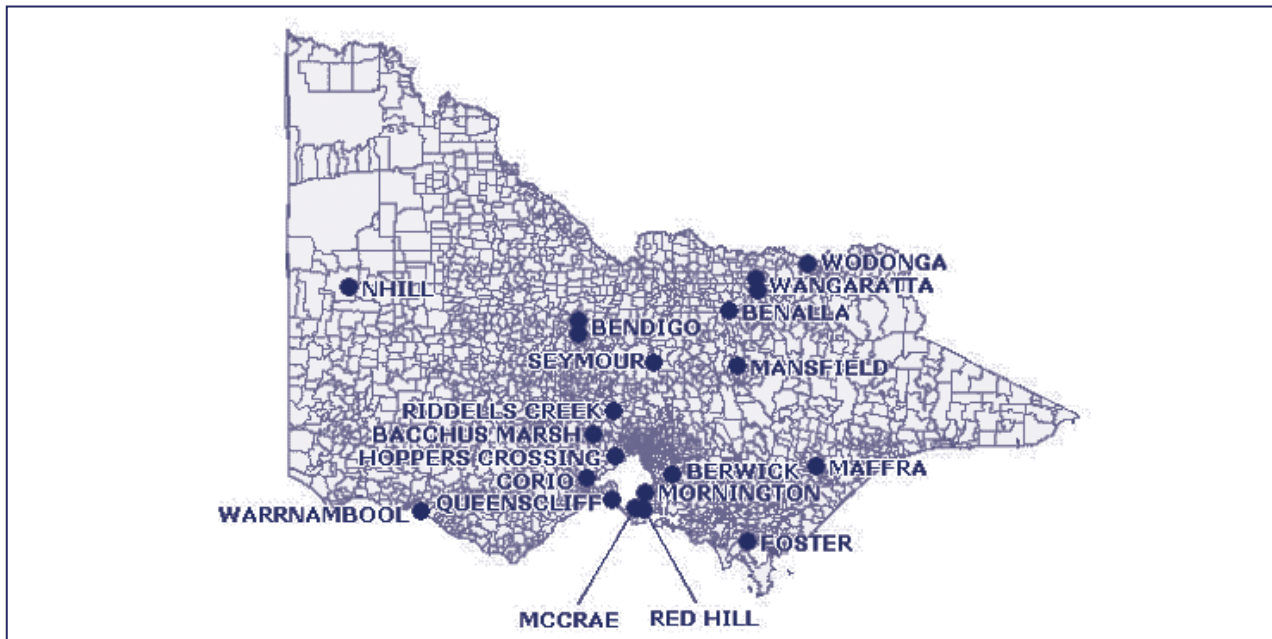 WODONGA
WANGARATTA
NHILL
BENALLA
BENDIGO
SEYMOUR
MANSFIELD
RIDDELLS CREEK
BACCHUS MARSH
HOPPERS CROSSING
BERWICK
MAFFRA
CORIO
MORNINGTON
QUEENSCLIFF
WARRNAMBOOL
FOSTER
MCCRAE
RED HILL